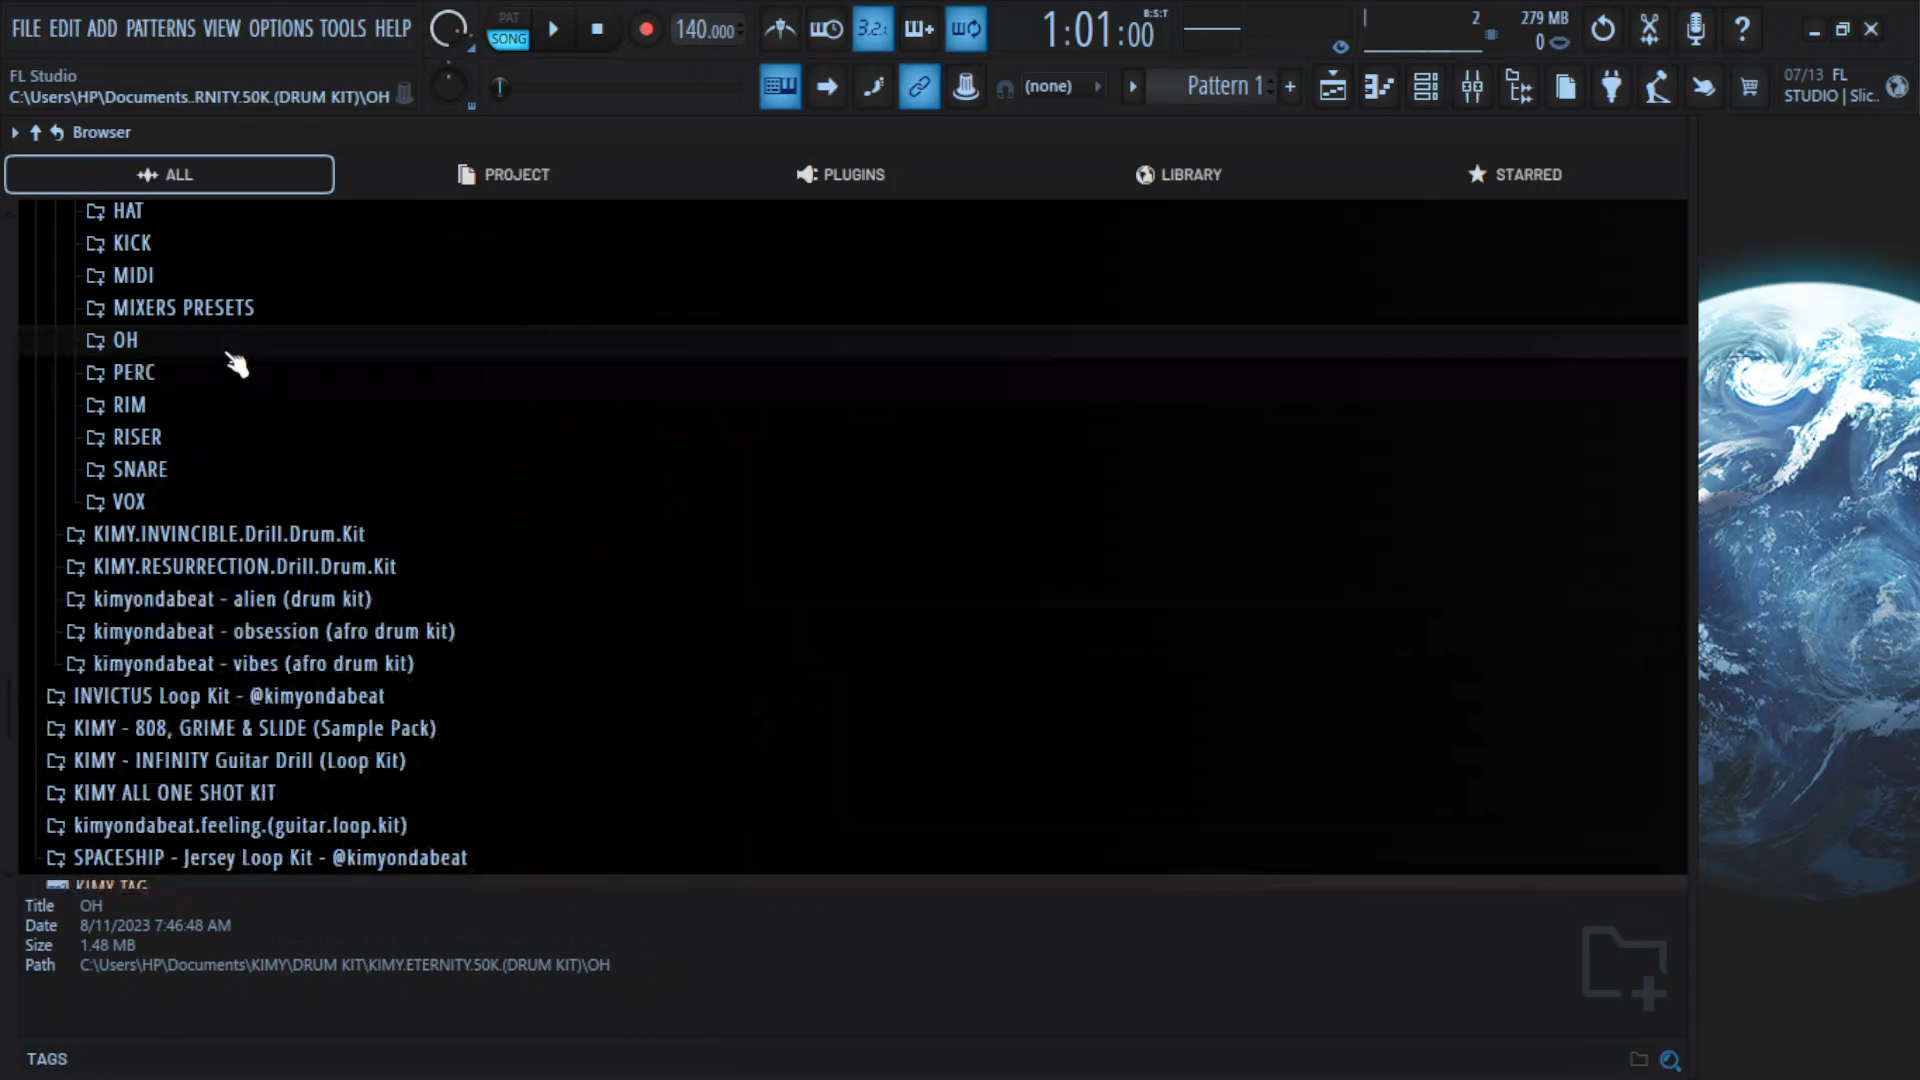 FILE EDIT ADD PATTERNS VIEW OPTIONS TOOLS HELP
PAT
SONG
140.000
3.2.:
1:01:00
B:S:T
2
279 MB
0
?
FL Studio
C:\Users\HP\Documents..RNITY.50K.(DRUM KIT)\OH
(none)
Pattern 1
+
07/13 FL
STUDIO | Slic..
Browser
ALL
PROJECT
PLUGINS
LIBRARY
STARRED
HAT
KICK
MIDI
MIXERS PRESETS
OH
PERC
RIM
RISER
SNARE
VOX
KIMY.INVINCIBLE.Drill.Drum.Kit
KIMY.RESURRECTION.Drill.Drum.Kit
kimyondabeat - alien (drum kit)
kimyondabeat - obsession (afro drum kit)
kimyondabeat - vibes (afro drum kit)
INVICTUS Loop Kit - @kimyondabeat
KIMY - 808, GRIME & SLIDE (Sample Pack)
KIMY - INFINITY Guitar Drill (Loop Kit)
KIMY ALL ONE SHOT KIT
kimyondabeat.feeling.(guitar.loop.kit)
SPACESHIP - Jersey Loop Kit - @kimyondabeat
KIMY TAG
Title OH
Date 8/11/2023 7:46:48 AM
Size 1.48 MB
Path C:\Users\HP\Documents\KIMY\DRUM KIT\KIMY.ETERNITY.50K.(DRUM KIT)\OH
TAGS